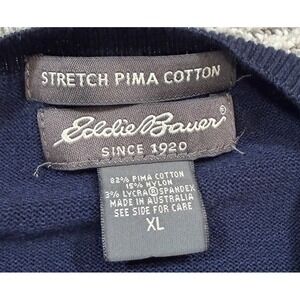 STRETCH PIMA COTTON
Eddie Bauer®
SINCE 1920
82% PIMA COTTON
15% NYLON
3% LYCRA® SPANDEX
MADE IN AUSTRALIA
SEE SIDE FOR CARE
XL